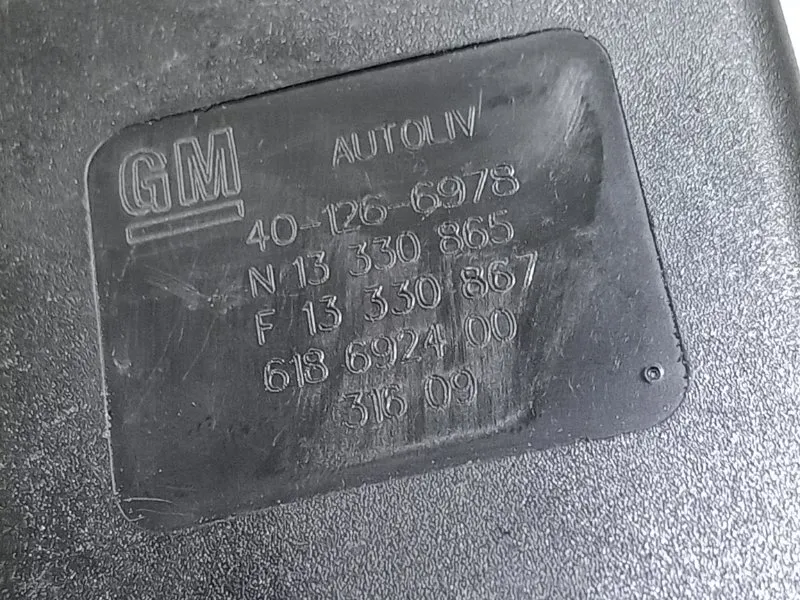 GM
AUTOLIV
40-126-6978
N 13 330 865
F 13 330 867
618 6924 00
316 09